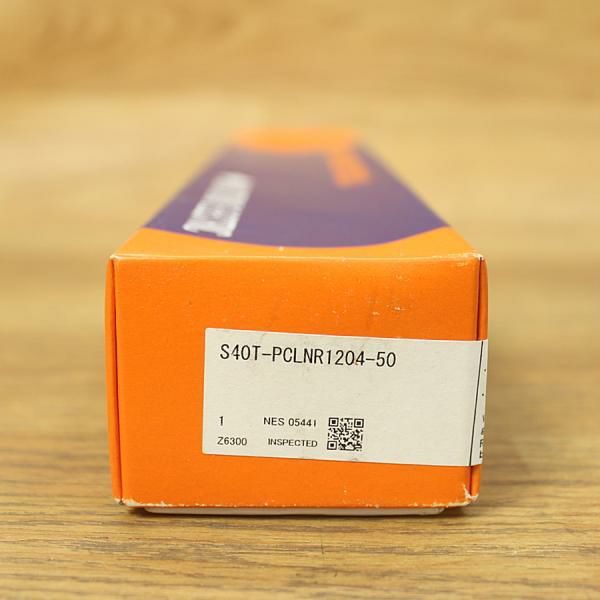 S40T-PCLNR1204-50
1 NES 05441
Z6300 INSPECTED